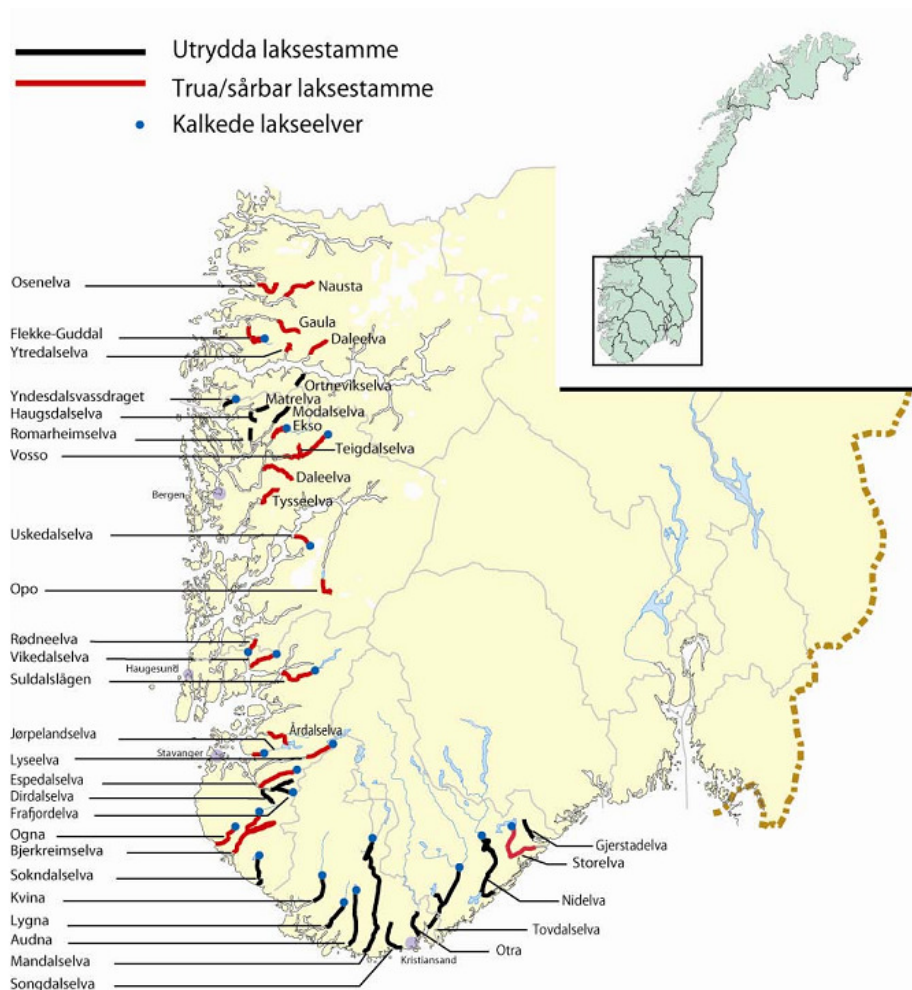 Utrydda laksestamme
Trua/sårbar laksestamme
Kalkede lakseelver
Osenelva
Nausta
Gaula
Flekke-Guddal
Daleelva
Ytredalselva
Ortnevikselva
Yndesdalsvassdraget
Matrelva
Haugsdalselva
Modalselva
Ekso
Romarheimselva
Teigdalselva
Vosso
Daleelva
Bergen
Tysseelva
Uskedalselva
Opo
Rødneelva
Vikedalselva
Haugesund
Suldalslågen
Årdalselva
Jørpelandselva
Stavanger
Lyseelva
Espedalselva
Dirdalselva
Frafjordelva
Ogna
Bjerkreimselva
Gjerstadelva
Storelva
Sokndalselva
Kvina
Nidelva
Lygna
Tovdalselva
Audna
Otra
Mandalselva
Kristiansand
Songdalselva